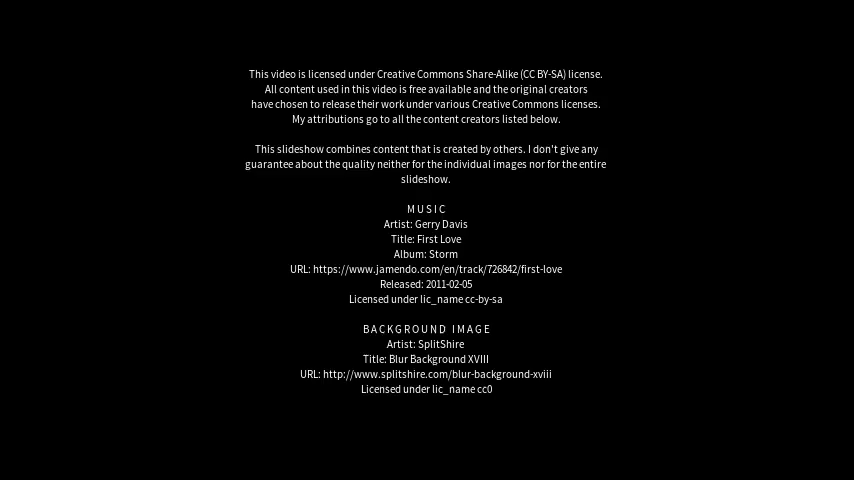 This video is licensed under Creative Commons Share-Alike (CC BY-SA) license.
All content used in this video is free available and the original creators
have chosen to release their work under various Creative Commons licenses.
My attributions go to all the content creators listed below.
This slideshow combines content that is created by others. I don't give any
guarantee about the quality neither for the individual images nor for the entire
slideshow.
MUSIC
Artist: Gerry Davis
Title: First Love
Album: Storm
URL: https://www.jamendo.com/en/track/726842/first-love
Released: 2011-02-05
Licensed under lic_name cc-by-sa
BACKGROUND IMAGE
Artist: SplitShire
Title: Blur Background XVIII
URL: http://www.splitshire.com/blur-background-xviii
Licensed under lic_name cc0